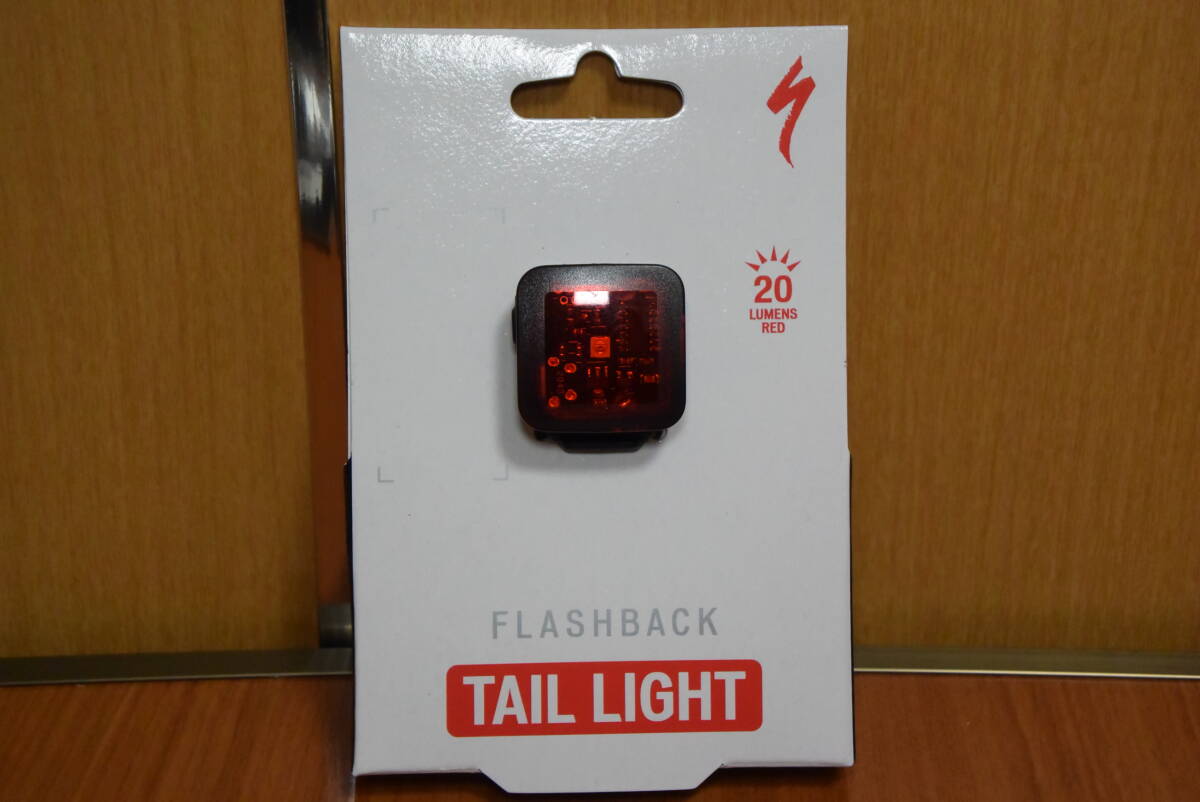 20
LUMENS
RED
FLASHBACK
TAIL LIGHT